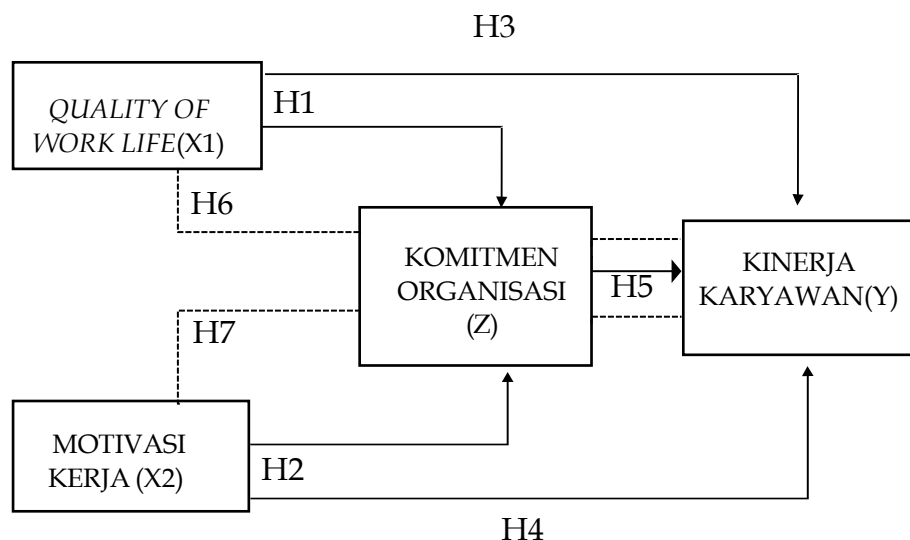 H3
QUALITY OF
WORK LIFE(X1)
H1
H6
KOMITMEN
ORGANISASI
(Z)
H5
KINERJA
KARYAWAN(Y)
H7
MOTIVASI
KERJA (X2)
H2
H4